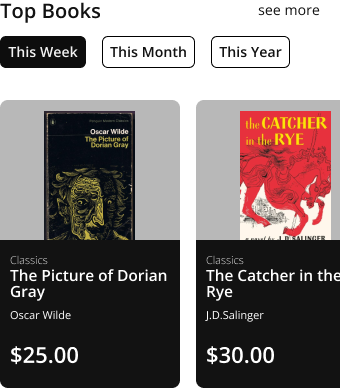 Top Books
see more
This Week
This Month
This Year
Oscar Wilde
The Picture of
Dorian Gray
the CATCHER
in the RYE
a novel by J.D. SALINGER
Classics
The Picture of Dorian
Gray
Oscar Wilde
$25.00
Classics
The Catcher in the
Rye
J.D.Salinger
$30.00